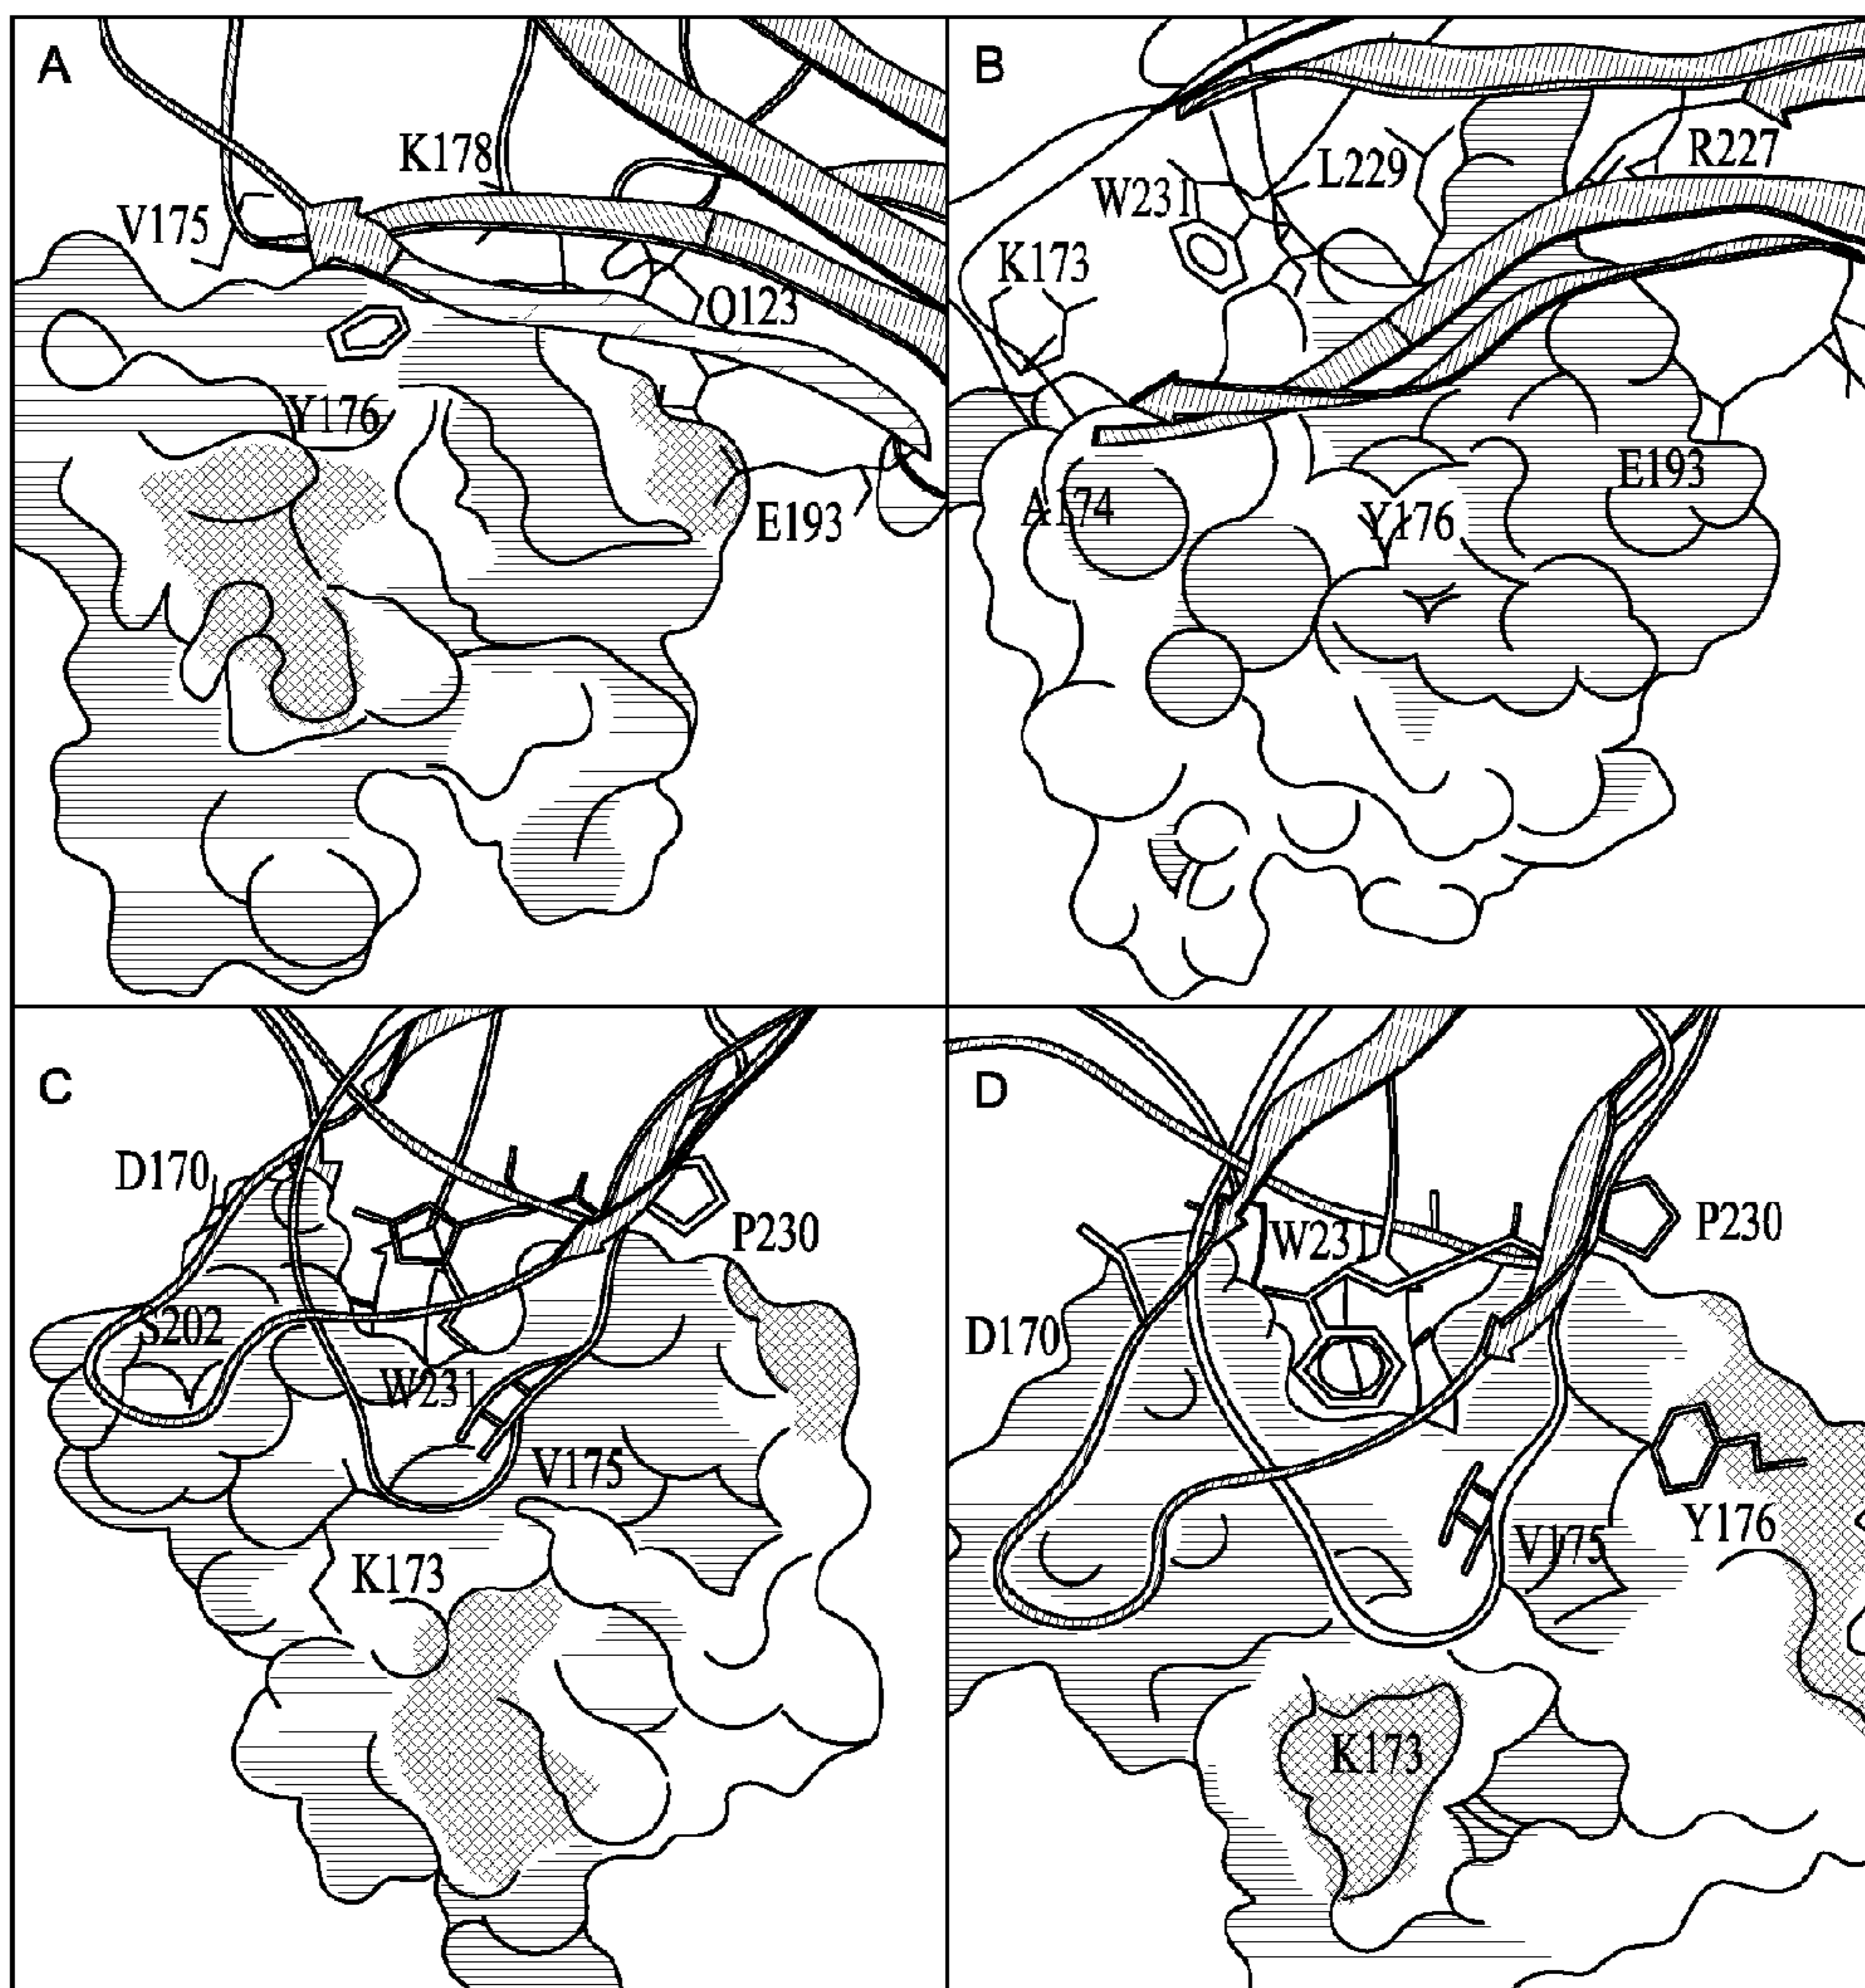 A
K178
V175
Q123
Y176
E193
B
R227
L229
W231
K173
E193
A174
Y176
C
D170
P230
S202
W231
V175
K173
D
W231
P230
D170
Y176
V175
K173